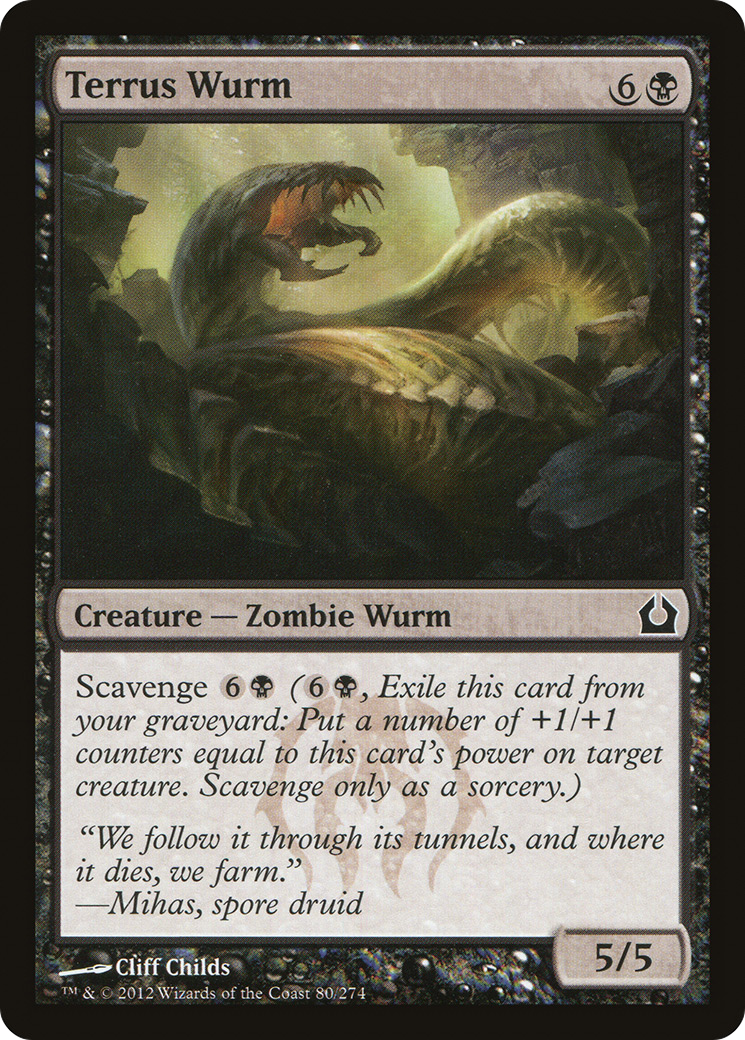 Terrus Wurm 6
Creature — Zombie Wurm
Scavenge 6 (6, Exile this card from
your graveyard: Put a number of +1/+1
counters equal to this card's power on target
creature. Scavenge only as a sorcery.)
“We follow it through its tunnels, and where
it dies, we farm.”
—Mihas, spore druid
5/5
Cliff Childs
™ & © 2012 Wizards of the Coast 80/274